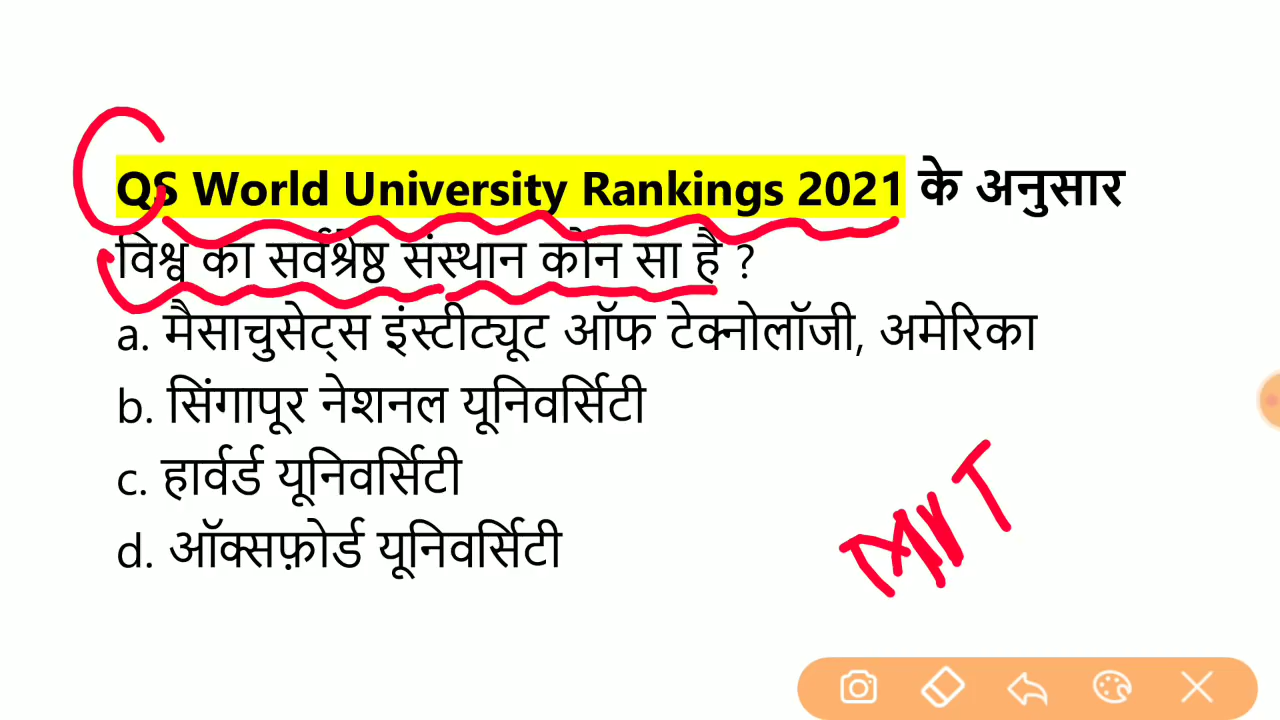 QS World University Rankings 2021 के अनुसार
विश्व का सर्वश्रेष्ठ संस्थान कोन सा है ?
a. मैसाचुसेट्स इंस्टीट्यूट ऑफ टेक्नोलॉजी, अमेरिका
b. सिंगापूर नेशनल यूनिवर्सिटी
c. हार्वर्ड यूनिवर्सिटी
d. ऑक्सफ़ोर्ड यूनिवर्सिटी
MIT